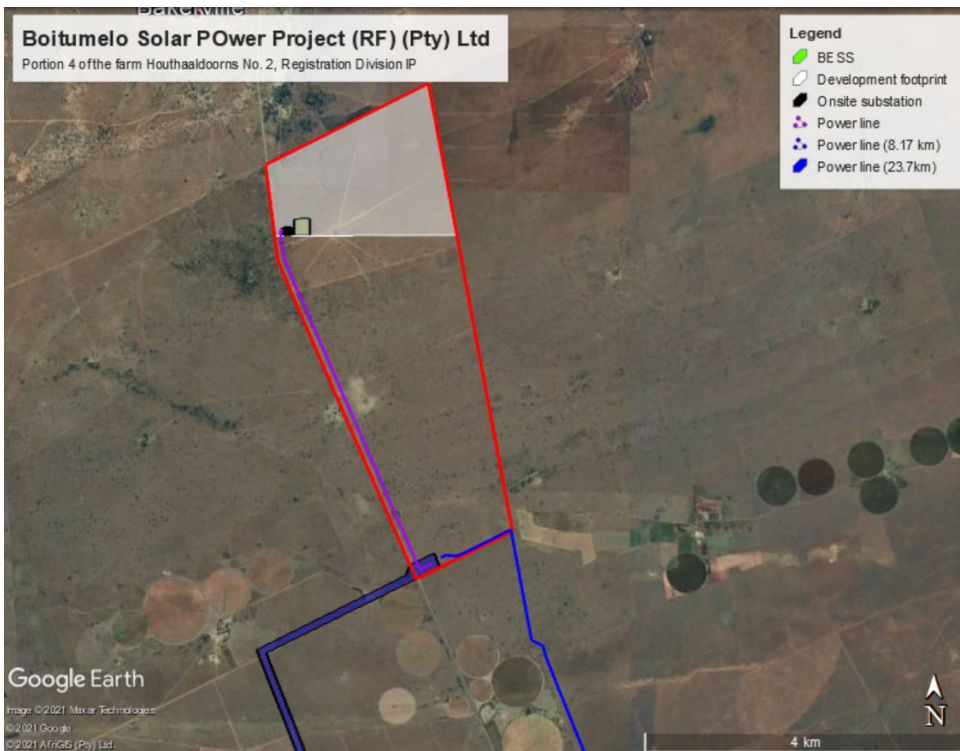 Bakerville
Boitumelo Solar POwer Project (RF) (Pty) Ltd
Portion 4 of the farm Houthaaldoorns No. 2, Registration Division IP
Legend
BESS
Development footprint
Onsite substation
Power line
Power line (8.17 km)
Power line (23.7km)
Google Earth
Image © 2021 Maxar Technologies
© 2021 Google
© 2021 AfriGIS (Pty) Ltd.
4 km
N